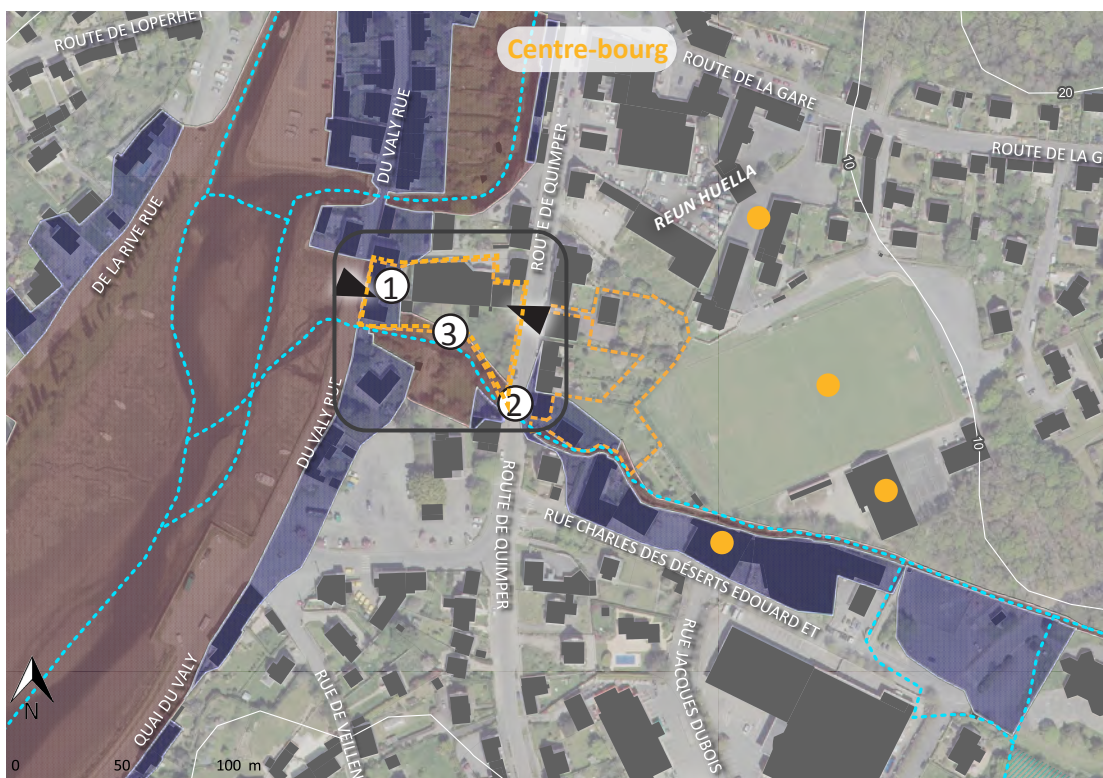 ROUTE DE LOPERHET
Centre-bourg
ROUTE DE LA GARE
20
DU VALY RUE
ROUTE DE QUIMPER
10
ROUTE DE LA G
REUN HUELLA
DE LA RIVE RUE
1
3
2
DU VALY RUE
10
ROUTE DE QUIMPER
RUE CHARLES DES DÉSERTS EDOUARD ET
RUE JACQUES DUBOIS
RUE DE VEILLEN
QUAI DU VALY
N
0 50 100 m